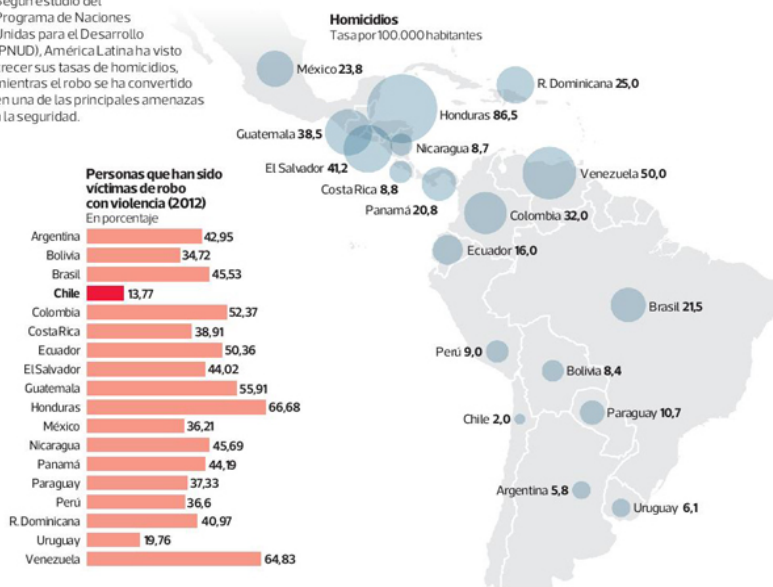 Según estudio del
Programa de Naciones
Unidas para el Desarrollo
(PNUD), América Latina ha visto
crecer sus tasas de homicidios,
mientras el robo se ha convertido
en una de las principales amenazas
a la seguridad.
Homicidios
Tasa por 100.000 habitantes
México 23,8
R. Dominicana 25,0
Honduras 86,5
Guatemala 38,5
Nicaragua 8,7
El Salvador 41,2
Venezuela 50,0
Costa Rica 8,8
Panamá 20,8
Colombia 32,0
Ecuador 16,0
Brasil 21,5
Perú 9,0
Bolivia 8,4
Chile 2,0
Paraguay 10,7
Argentina 5,8
Uruguay 6,1
Personas que han sido
víctimas de robo
con violencia (2012)
En porcentaje
Argentina 42,95
Bolivia 34,72
Brasil 45,53
Chile 13,77
Colombia 52,37
Costa Rica 38,91
Ecuador 50,36
El Salvador 44,02
Guatemala 55,91
Honduras 66,68
México 36,21
Nicaragua 45,69
Panamá 44,19
Paraguay 37,33
Perú 36,6
R. Dominicana 40,97
Uruguay 19,76
Venezuela 64,83